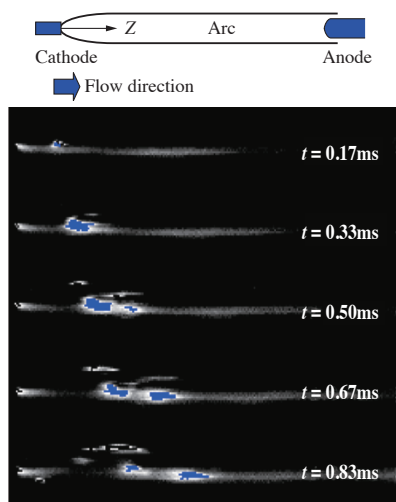 Z Arc
Cathode Anode
Flow direction
t = 0.17ms
t = 0.33ms
t = 0.50ms
t = 0.67ms
t = 0.83ms